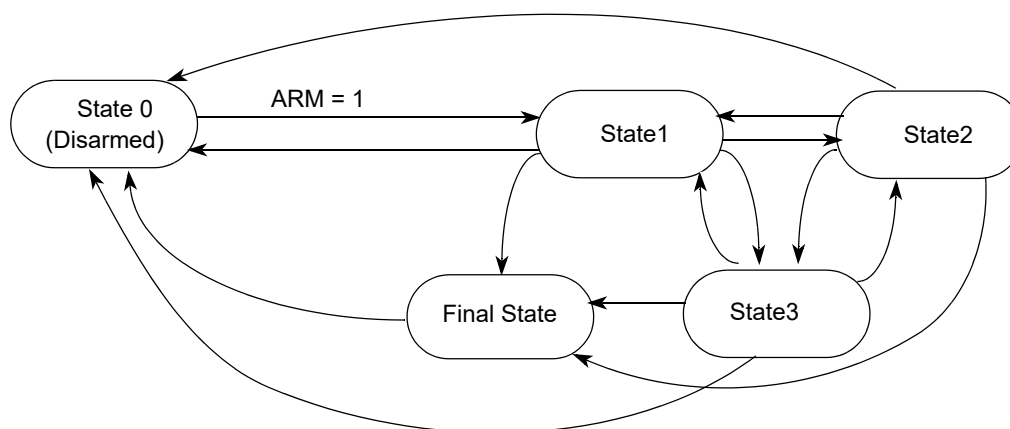 State 0
(Disarmed)
ARM = 1
State1
State2
Final State
State3